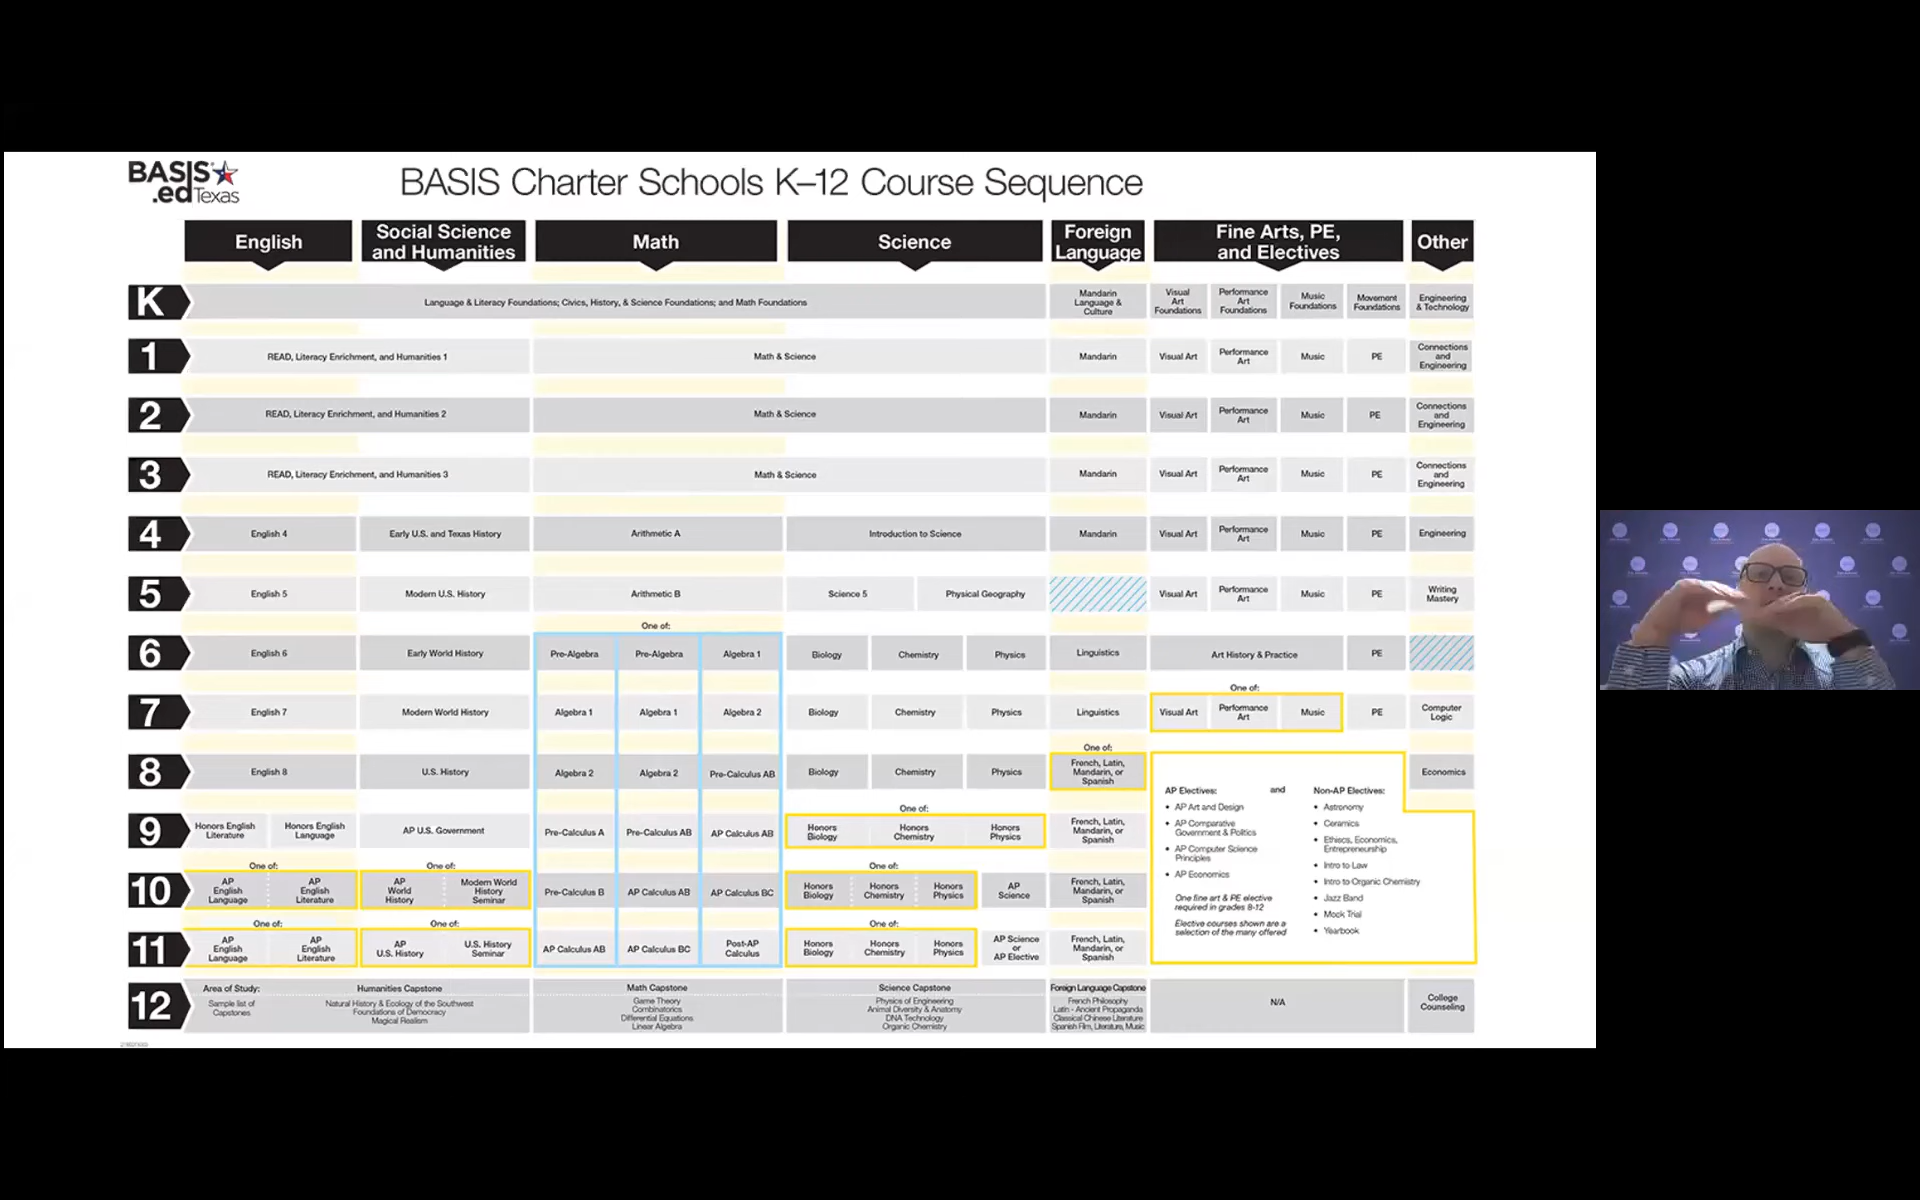 BASIS
.ed Texas
BASIS Charter Schools K–12 Course Sequence
English
Social Science
and Humanities
Math
Science
Foreign
Language
Fine Arts, PE,
and Electives
Other
K
Language & Literacy Foundations; Civics, History, & Science Foundations; and Math Foundations
Mandarin
Language &
Culture
Visual
Art
Foundations
Performance
Art
Foundations
Music
Foundations
Movement
Foundations
Engineering
& Technology
1
READ, Literacy Enrichment, and Humanities 1
Math & Science
Mandarin
Visual Art
Performance
Art
Music
PE
Connections
and
Engineering
2
READ, Literacy Enrichment, and Humanities 2
Math & Science
Mandarin
Visual Art
Performance
Art
Music
PE
Connections
and
Engineering
3
READ, Literacy Enrichment, and Humanities 3
Math & Science
Mandarin
Visual Art
Performance
Art
Music
PE
Connections
and
Engineering
4
English 4
Early U.S. and Texas History
Arithmetic A
Introduction to Science
Mandarin
Visual Art
Performance
Art
Music
PE
Engineering
5
English 5
Modern U.S. History
Arithmetic B
Science 5
Physical Geography
Visual Art
Performance
Art
Music
PE
Writing
Mastery
One of:
6
English 6
Early World History
Pre-Algebra
Pre-Algebra
Algebra 1
Biology
Chemistry
Physics
Linguistics
Art History & Practice
PE
One of:
7
English 7
Modern World History
Algebra 1
Algebra 1
Algebra 2
Biology
Chemistry
Physics
Linguistics
Visual Art
Performance
Art
Music
PE
Computer
Logic
One of:
8
English 8
U.S. History
Algebra 2
Algebra 2
Pre-Calculus AB
Biology
Chemistry
Physics
French, Latin,
Mandarin, or
Spanish
Economics
AP Electives:
and
Non-AP Electives:
• AP Art and Design
• AP Comparative
Government & Politics
• AP Computer Science
Principles
• AP Economics
One fine art & PE elective
required in grades 8-12
Elective courses shown are a
selection of the many offered
• Astronomy
• Ceramics
• Ethiecs, Economics,
Entrepreneurship
• Intro to Law
• Intro to Organic Chemistry
• Jazz Band
• Mock Trial
• Yearbook
One of:
9
Honors English
Literature
Honors English
Language
AP U.S. Government
Pre-Calculus A
Pre-Calculus AB
AP Calculus AB
Honors
Biology
Honors
Chemistry
Honors
Physics
French, Latin,
Mandarin, or
Spanish
One of:
One of:
One of:
10
AP
English
Language
AP
English
Literature
AP
World
History
Modern World
History
Seminar
Pre-Calculus B
AP Calculus AB
AP Calculus BC
Honors
Biology
Honors
Chemistry
Honors
Physics
AP
Science
French, Latin,
Mandarin, or
Spanish
One of:
One of:
One of:
11
AP
English
Language
AP
English
Literature
AP
U.S. History
U.S. History
Seminar
AP Calculus AB
AP Calculus BC
Post-AP
Calculus
Honors
Biology
Honors
Chemistry
Honors
Physics
AP Science
or
AP Elective
French, Latin,
Mandarin, or
Spanish
12
Area of Study:
Sample list of
Capstones
Humanities Capstone
Natural History & Ecology of the Southwest
Foundations of Democracy
Magical Realism
Math Capstone
Game Theory
Combinatorics
Differential Equations
Linear Algebra
Science Capstone
Physics of Engineering
Animal Diversity & Anatomy
DNA Technology
Organic Chemistry
Foreign Language Capstone
French Philosophy
Latin - Ancient Propaganda
Classical Chinese Literature
Spanish Film, Literature, Music
N/A
College
Counseling